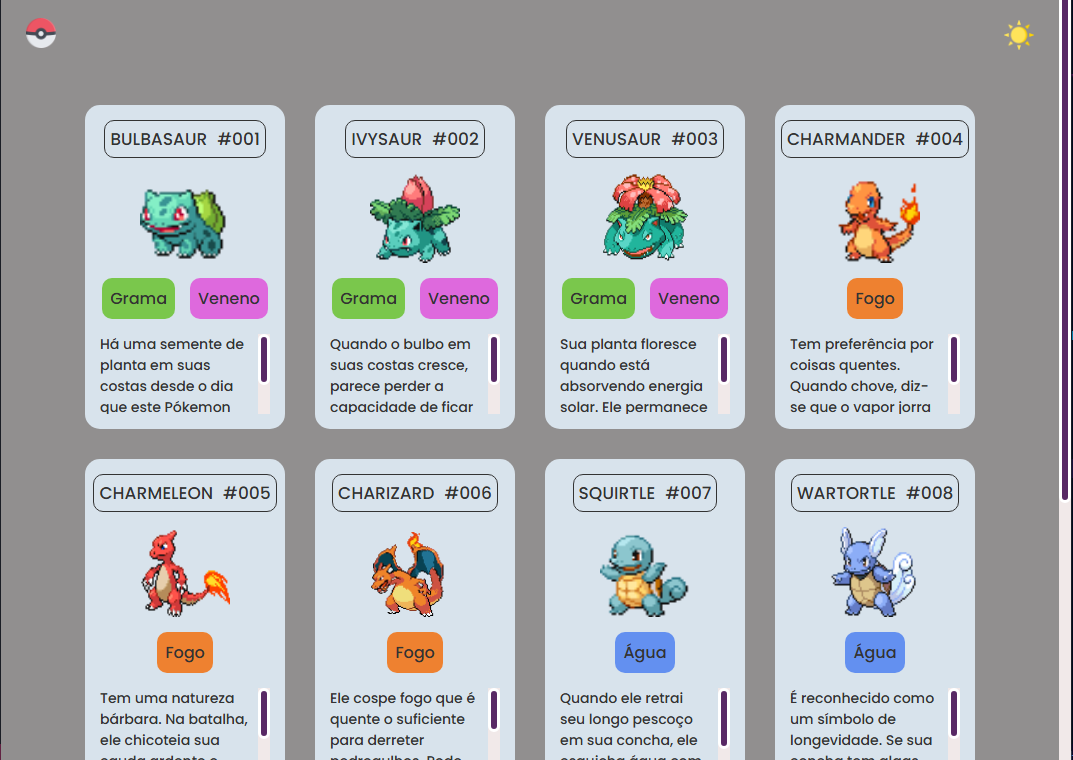 BULBASAUR #001
Grama Veneno
Há uma semente de
planta em suas
costas desde o dia
que este Pókemon
IVYSAUR #002
Grama Veneno
Quando o bulbo em
suas costas cresce,
parece perder a
capacidade de ficar
VENUSAUR #003
Grama Veneno
Sua planta floresce
quando está
absorvendo energia
solar. Ele permanece
CHARMANDER #004
Fogo
Tem preferência por
coisas quentes.
Quando chove, diz-
se que o vapor jorra
CHARMELEON #005
Fogo
Tem uma natureza
bárbara. Na batalha,
ele chicoteia sua
CHARIZARD #006
Fogo
Ele cospe fogo que é
quente o suficiente
para derreter
SQUIRTLE #007
Água
Quando ele retrai
seu longo pescoço
em sua concha, ele
WARTORTLE #008
Água
É reconhecido como
um símbolo de
longevidade. Se sua